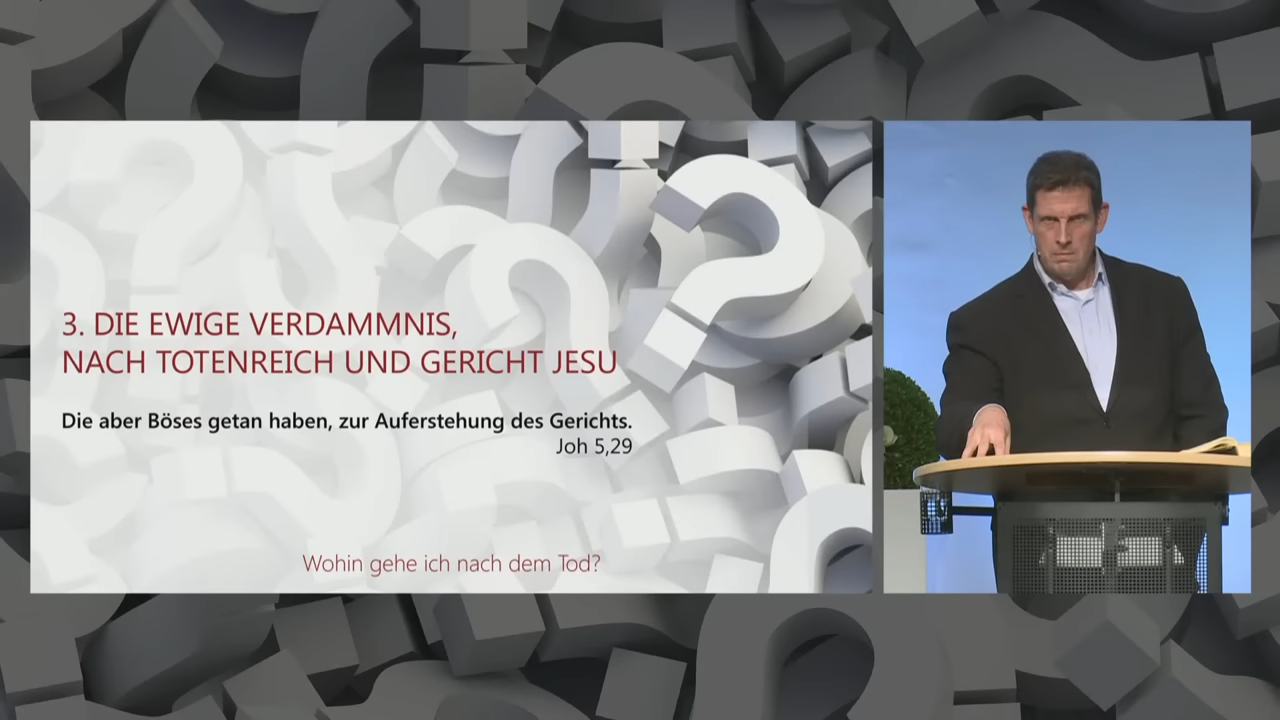 3. DIE EWIGE VERDAMMNIS,
NACH TOTENREICH UND GERICHT JESU
Die aber Böses getan haben, zur Auferstehung des Gerichts.
Joh 5,29
Wohin gehe ich nach dem Tod?